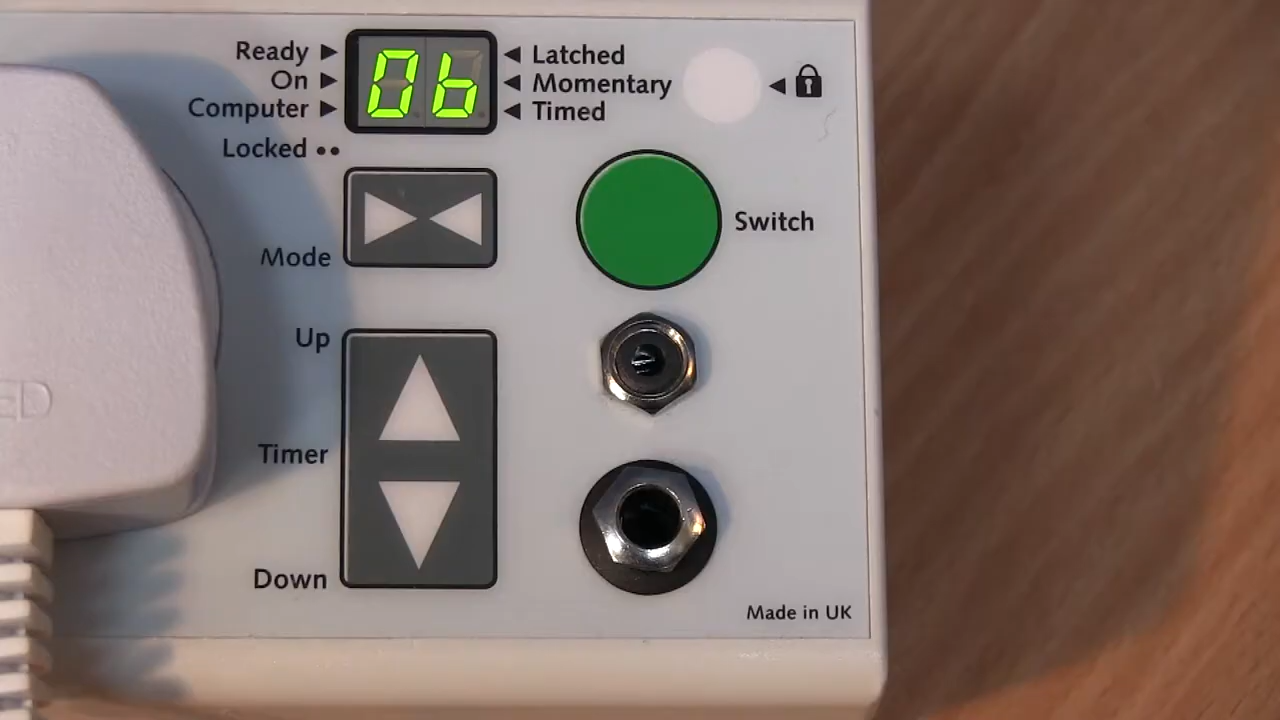 Ready ▶
On ▶
Computer ▶
Locked ••
06
◀ Latched
◀ Momentary
◀ Timed
Mode
Switch
Up
Timer
Down
Made in UK